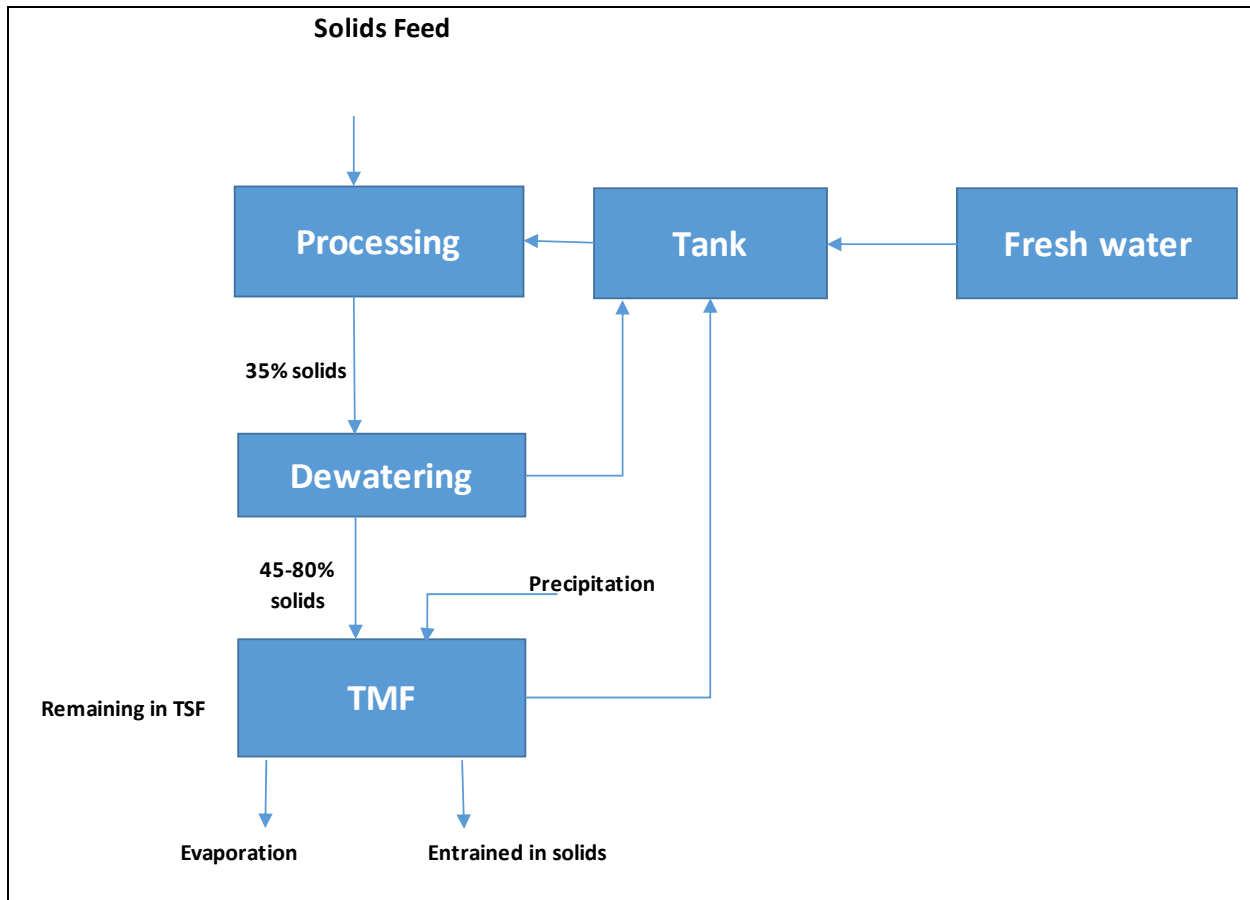 Solids Feed
Processing
Tank
Fresh water
35% solids
Dewatering
45-80%
solids
Precipitation
TMF
Remaining in TSF
Evaporation
Entrained in solids